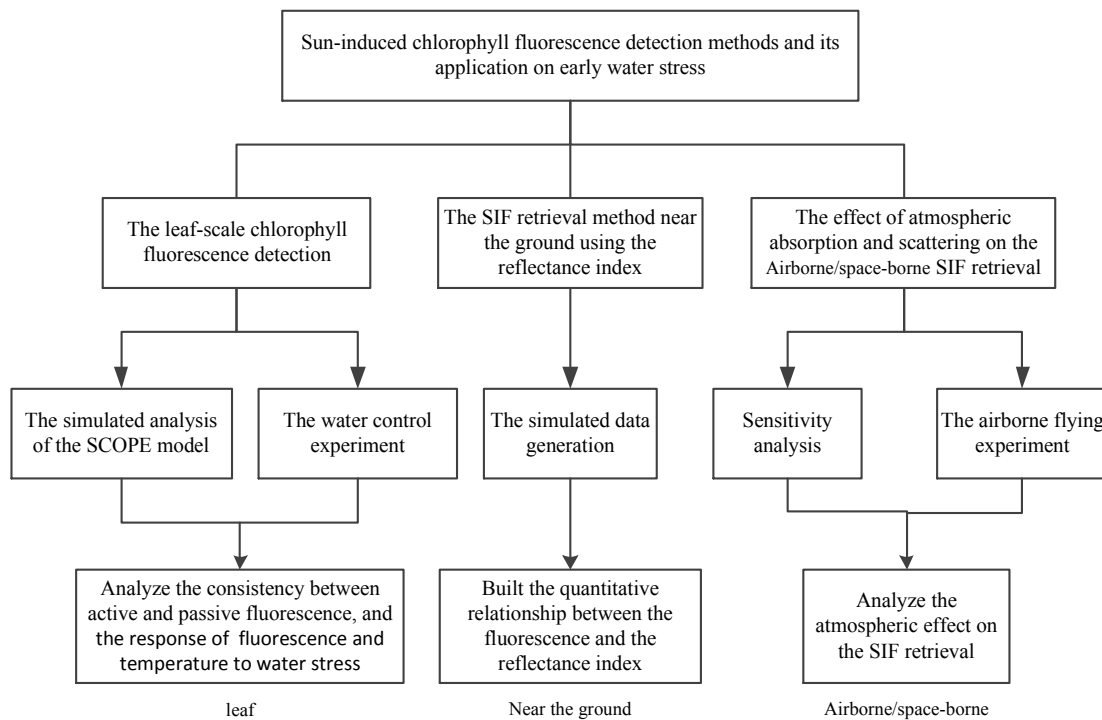 Sun-induced chlorophyll fluorescence detection methods and its
application on early water stress
The leaf-scale chlorophyll
fluorescence detection
The SIF retrieval method near
the ground using the
reflectance index
The effect of atmospheric
absorption and scattering on the
Airborne/space-borne SIF retrieval
The simulated analysis
of the SCOPE model
The water control
experiment
The simulated data
generation
Sensitivity
analysis
The airborne flying
experiment
Analyze the consistency between
active and passive fluorescence, and
the response of fluorescence and
temperature to water stress
Built the quantitative
relationship between the
fluorescence and the
reflectance index
Analyze the
atmospheric effect on
the SIF retrieval
leaf
Near the ground
Airborne/space-borne